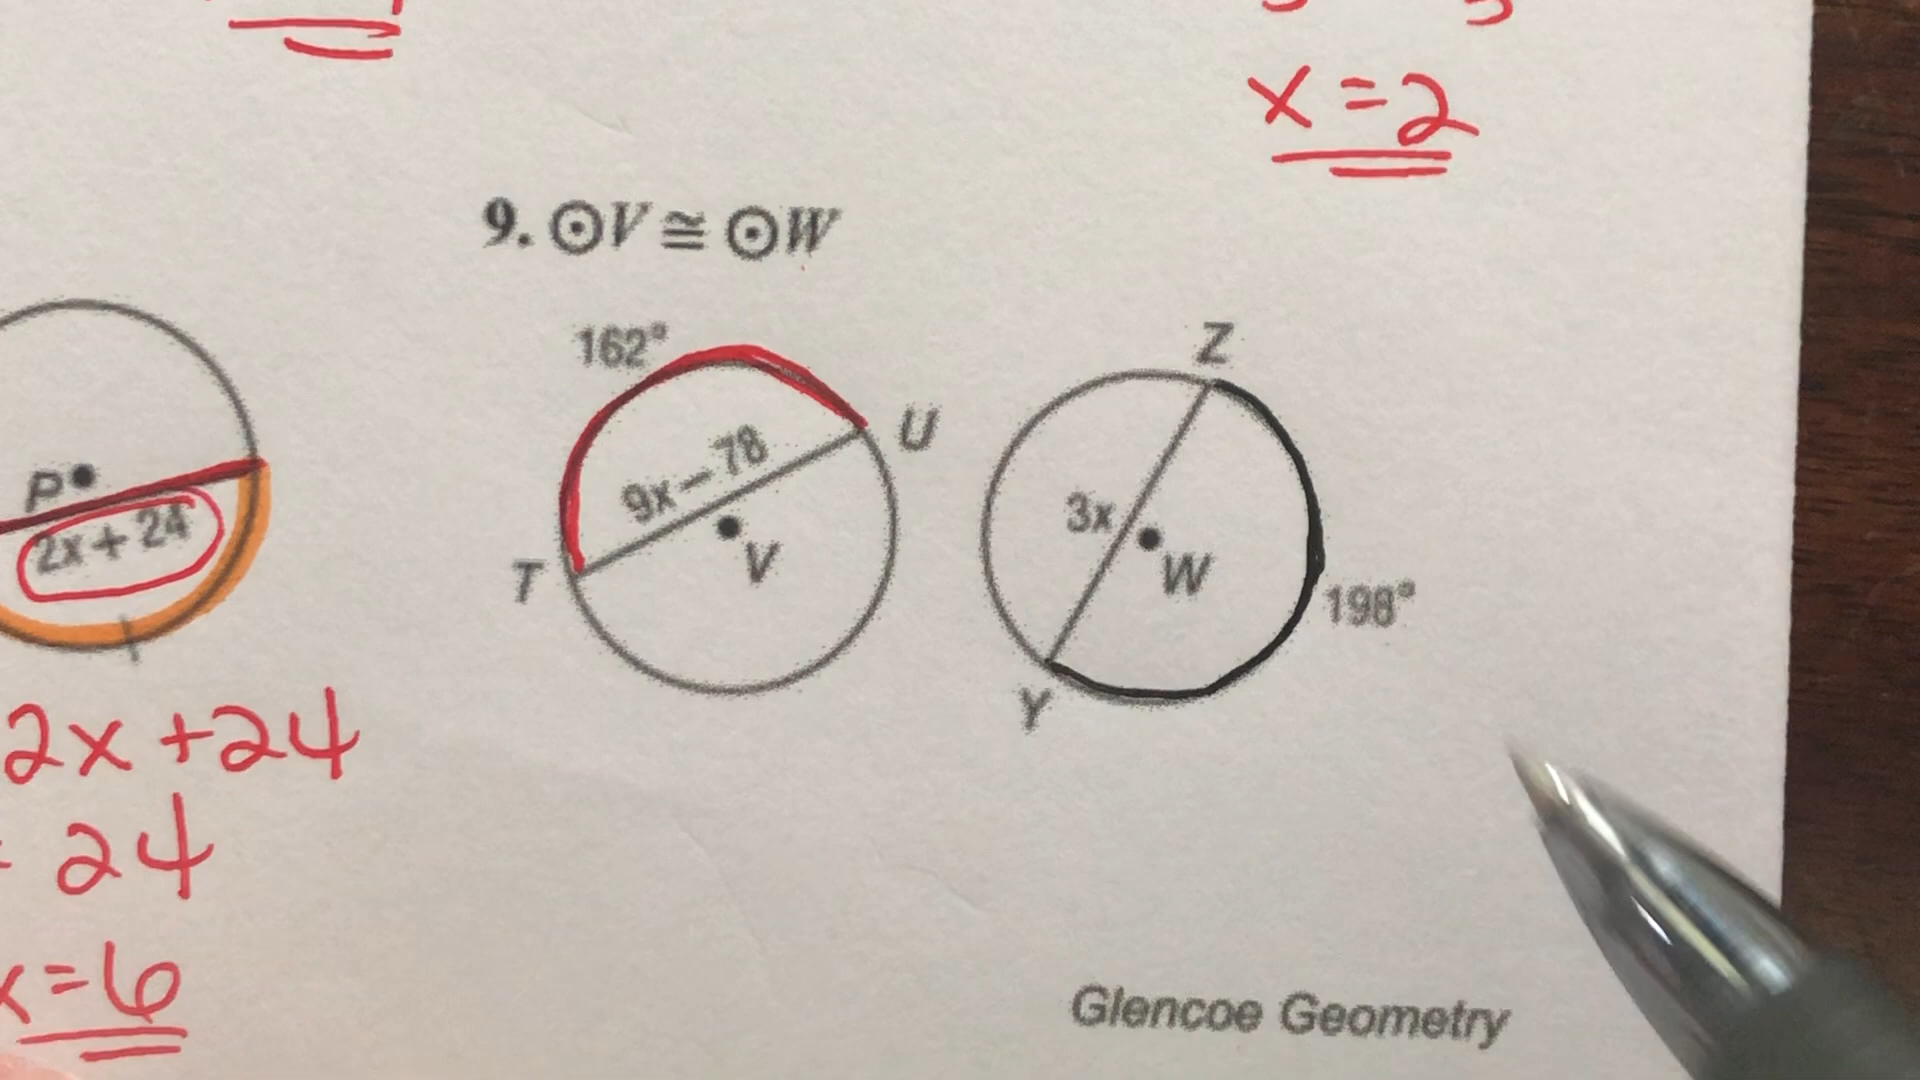 x = 2
9. ⊙V ≅ ⊙W
162°
U
9x – 78
V
T
Z
3x
W
198°
Y
P
2x + 24
2x + 24
24
x = 6
Glencoe Geometry